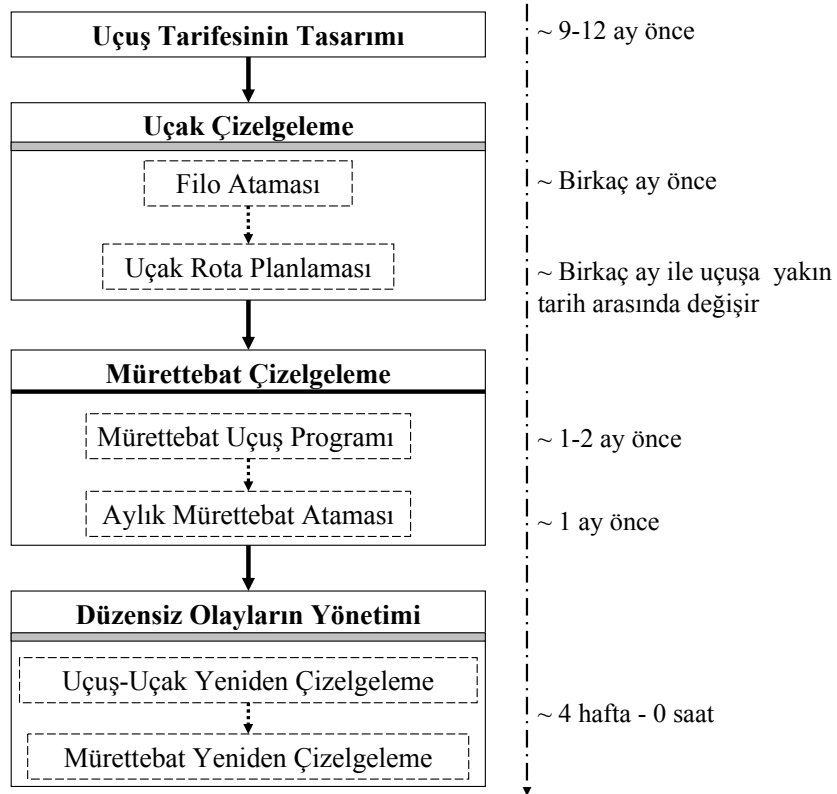 Uçuş Tarifesinin Tasarımı
~ 9-12 ay önce
Uçak Çizelgeleme
Filo Ataması
~ Birkaç ay önce
Uçak Rota Planlaması
~ Birkaç ay ile uçuşa yakın
tarih arasında değişir
Mürettebat Çizelgeleme
Mürettebat Uçuş Programı
~ 1-2 ay önce
Aylık Mürettebat Ataması
~ 1 ay önce
Düzensiz Olayların Yönetimi
Uçuş-Uçak Yeniden Çizelgeleme
~ 4 hafta - 0 saat
Mürettebat Yeniden Çizelgeleme